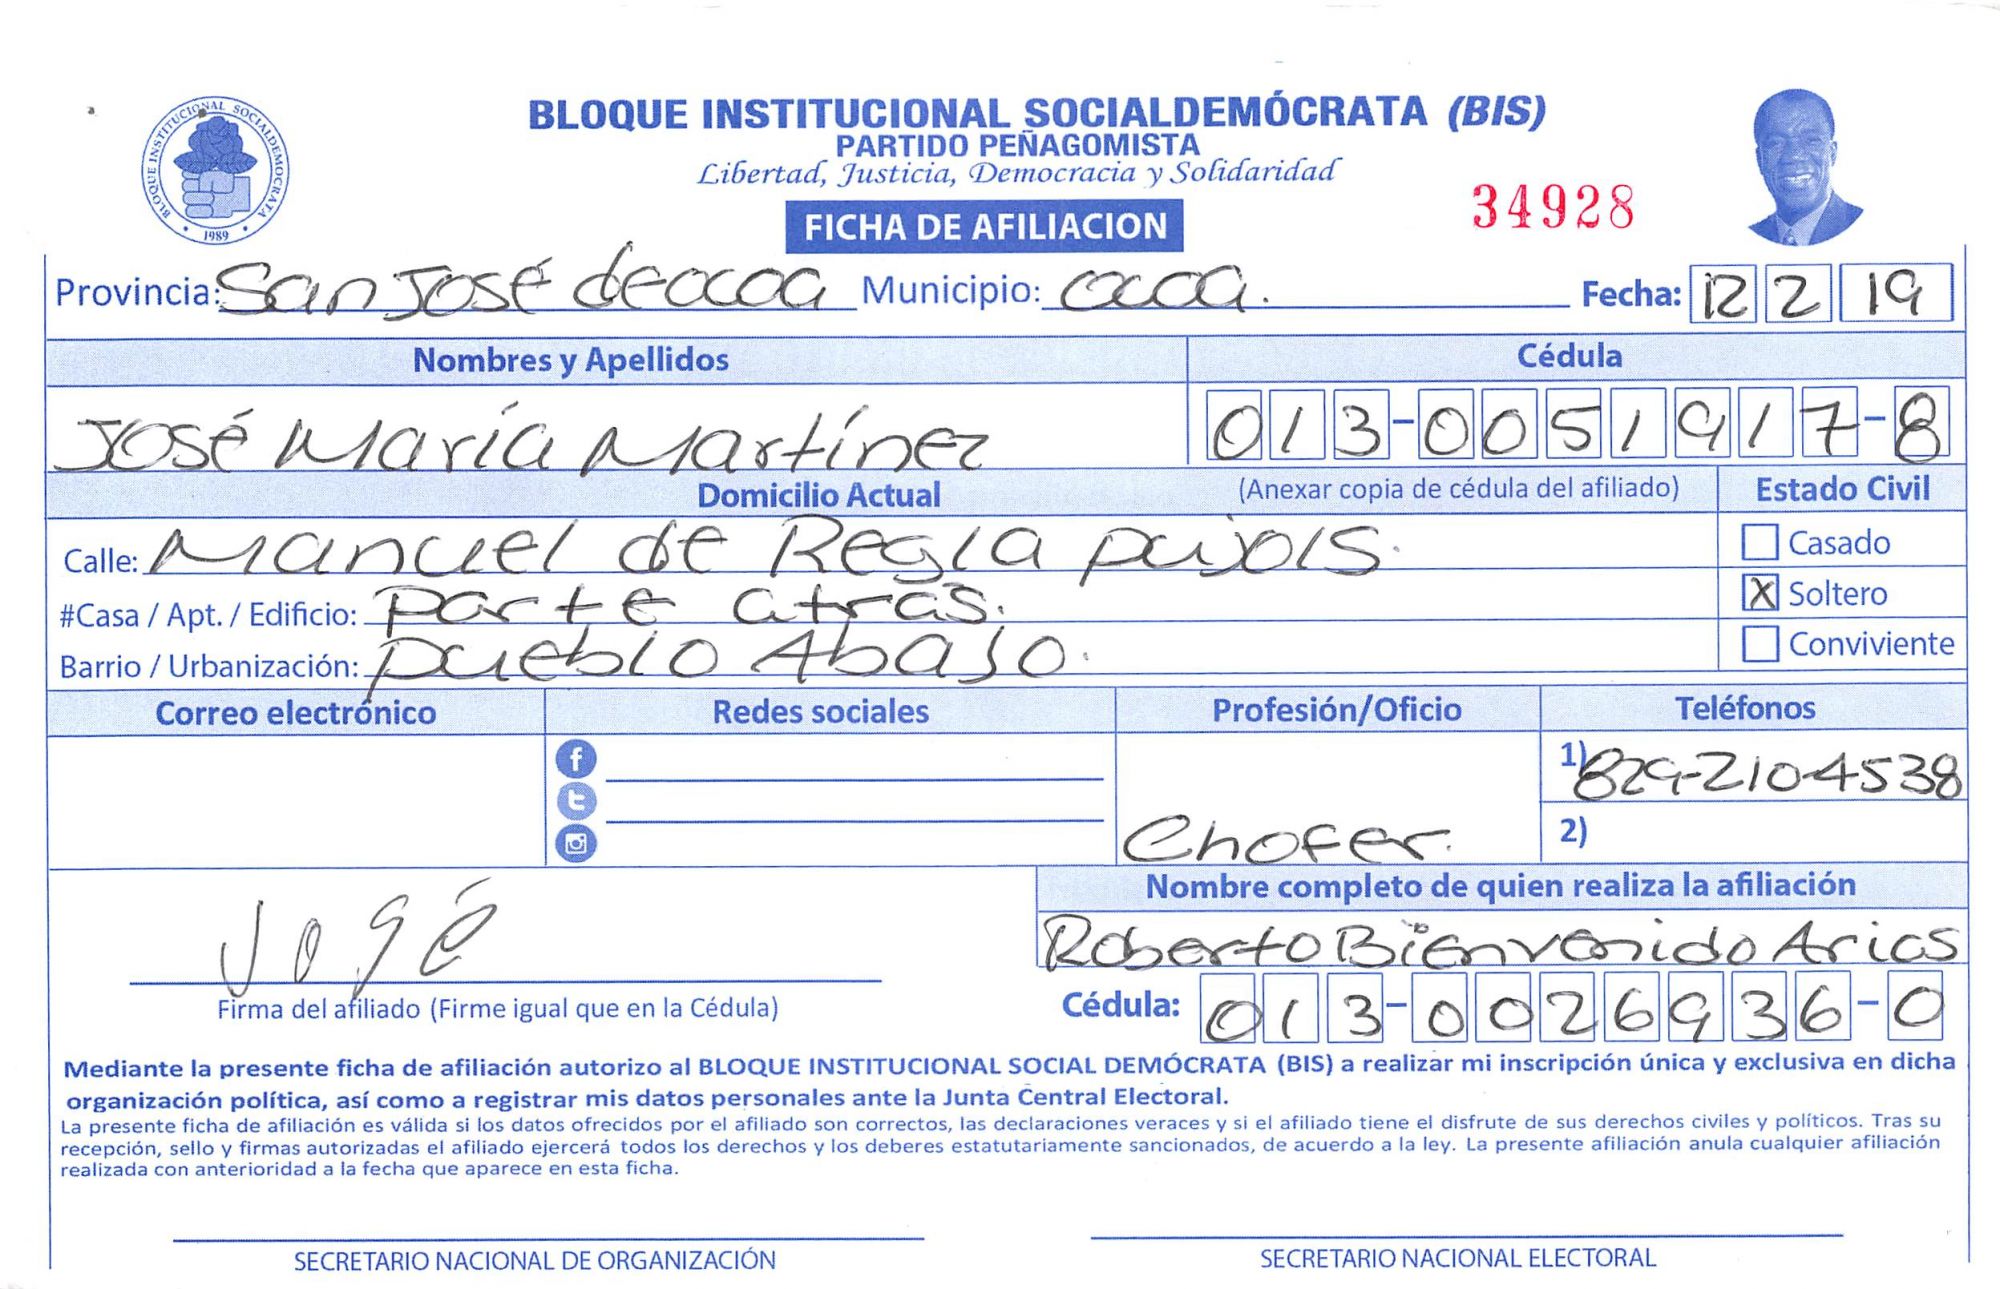 BLOQUE INSTITUCIONAL SOCIALDEMÓCRATA (BIS)
PARTIDO PEÑAGOMISTA
Libertad, Justicia, Democracia y Solidaridad
BLOQUE INSTITUCIONAL SOCIALDEMOCRATA
1989
34928
FICHA DE AFILIACION
Provincia: San José de ocoa Municipio: ocoa. Fecha: 12 2 19
Nombres y Apellidos Cédula
José María Martínez 013-0051917-8
Domicilio Actual (Anexar copia de cédula del afiliado) Estado Civil
Calle: Manuel de Regla pujols. Casado
#Casa / Apt. / Edificio: parte atras. X Soltero
Barrio / Urbanización: pueblo Abajo. Conviviente
Correo electrónico Redes sociales Profesión/Oficio Teléfonos
1) 829-210-4538
Chofer. 2)
José
Firma del afiliado (Firme igual que en la Cédula)
Nombre completo de quien realiza la afiliación
Roberto Bienvenido Arias
Cédula: 013-0026936-0
Mediante la presente ficha de afiliación autorizo al BLOQUE INSTITUCIONAL SOCIAL DEMÓCRATA (BIS) a realizar mi inscripción única y exclusiva en dicha
organización política, así como a registrar mis datos personales ante la Junta Central Electoral.
La presente ficha de afiliación es válida si los datos ofrecidos por el afiliado son correctos, las declaraciones veraces y si el afiliado tiene el disfrute de sus derechos civiles y políticos. Tras su
recepción, sello y firmas autorizadas el afiliado ejercerá todos los derechos y los deberes estatutariamente sancionados, de acuerdo a la ley. La presente afiliación anula cualquier afiliación
realizada con anterioridad a la fecha que aparece en esta ficha.
SECRETARIO NACIONAL DE ORGANIZACIÓN SECRETARIO NACIONAL ELECTORAL